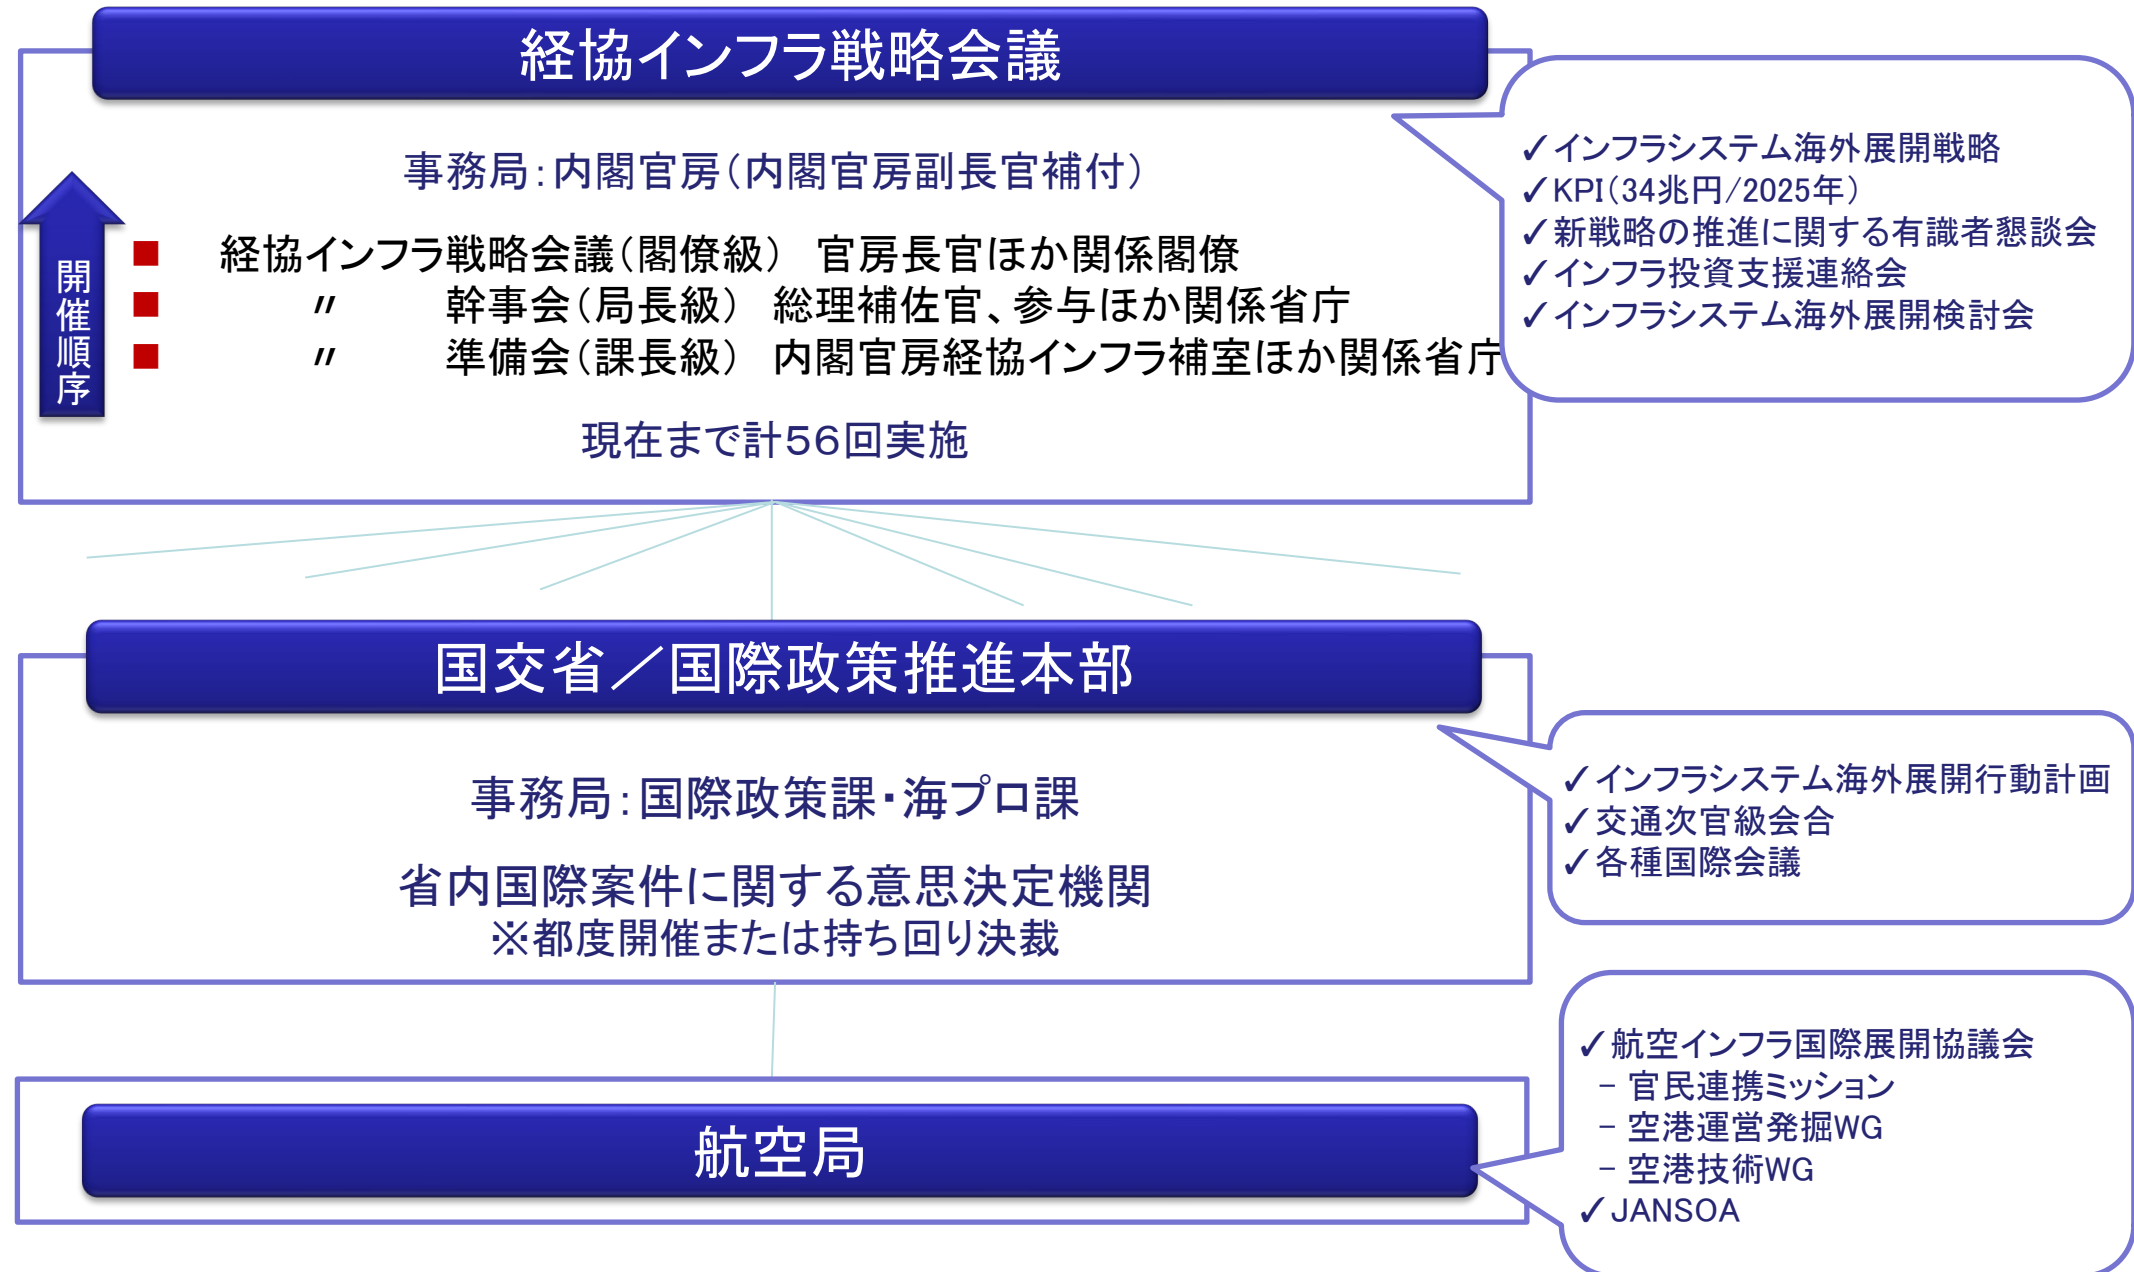 経協インフラ戦略会議
事務局：内閣官房（内閣官房副長官補付）
開催順序
■ 経協インフラ戦略会議（閣僚級） 官房長官ほか関係閣僚
■ 〃 幹事会（局長級） 総理補佐官、参与ほか関係省庁
■ 〃 準備会（課長級） 内閣官房経協インフラ補室ほか関係省庁
現在まで計５６回実施
✓インフラシステム海外展開戦略
✓KPI（34兆円/2025年）
✓新戦略の推進に関する有識者懇談会
✓インフラ投資支援連絡会
✓インフラシステム海外展開検討会
国交省／国際政策推進本部
事務局：国際政策課・海プロ課
省内国際案件に関する意思決定機関
※都度開催または持ち回り決裁
✓インフラシステム海外展開行動計画
✓交通次官級会合
✓各種国際会議
航空局
✓航空インフラ国際展開協議会
－官民連携ミッション
－空港運営発掘WG
－空港技術WG
✓JANSOA